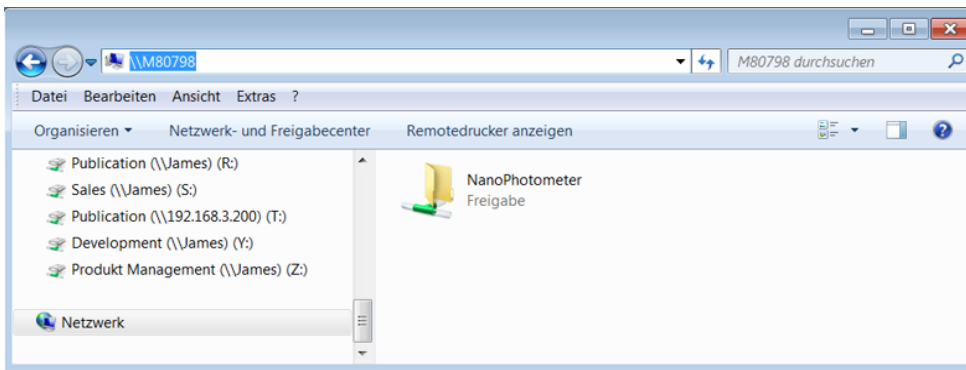 \\M80798
M80798 durchsuchen
Datei Bearbeiten Ansicht Extras ?
Organisieren Netzwerk- und Freigabecenter Remotedrucker anzeigen
Publication (\\James) (R:)
Sales (\\James) (S:)
Publication (\\192.168.3.200) (T:)
Development (\\James) (Y:)
Produkt Management (\\James) (Z:)
Netzwerk
NanoPhotometer
Freigabe